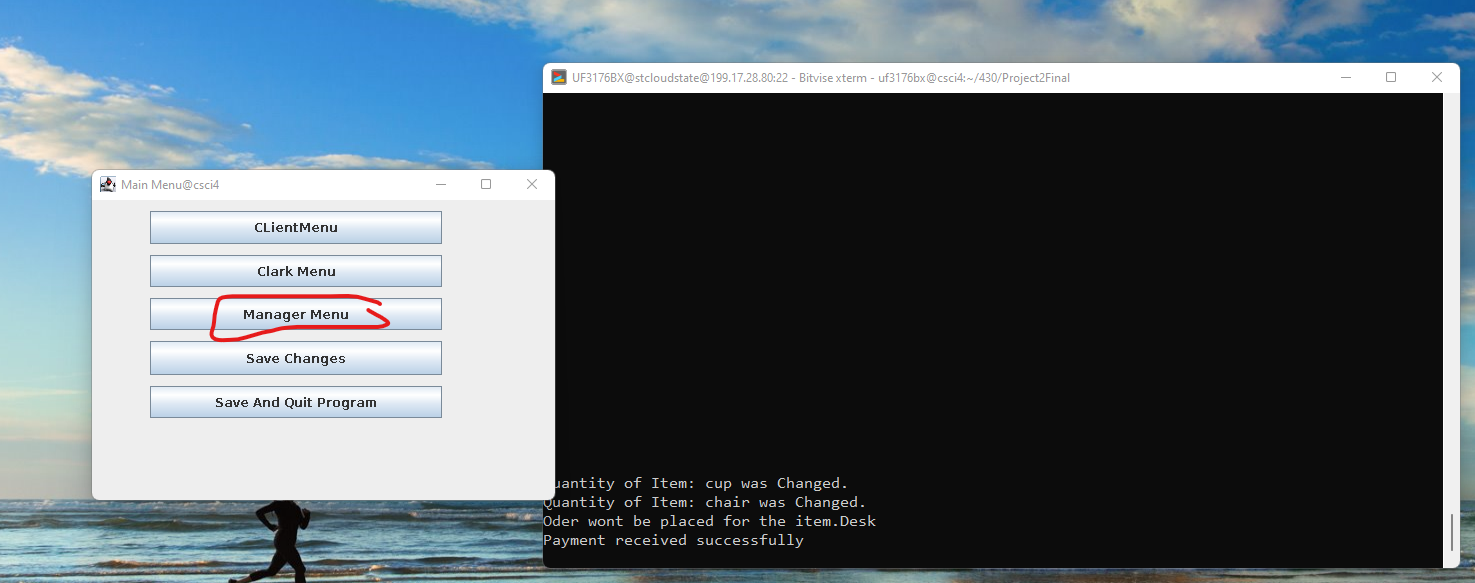 UF3176BX@stcloudstate@199.17.28.80:22 - Bitvise xterm - uf3176bx@csci4:~/430/Project2Final
Main Menu@csci4
CLientMenu
Clark Menu
Manager Menu
Save Changes
Save And Quit Program
uantity of Item: cup was Changed.
Quantity of Item: chair was Changed.
Oder wont be placed for the item.Desk
Payment received successfully